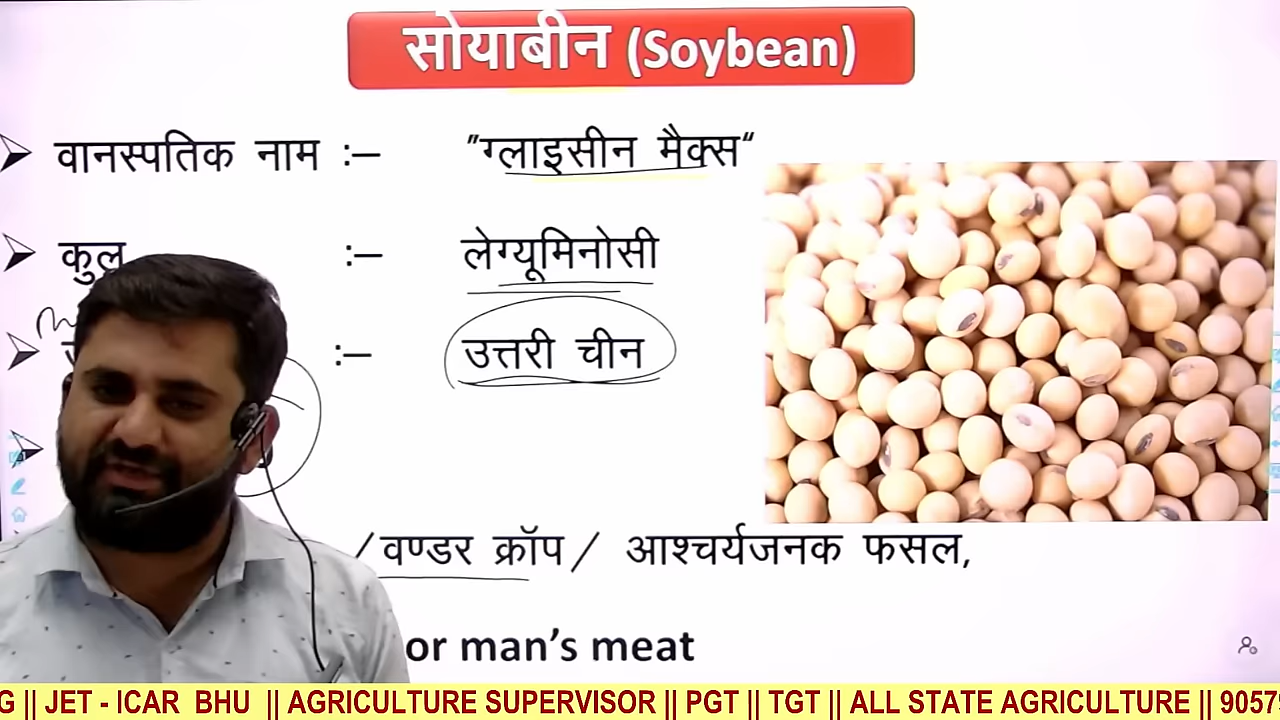 सोयाबीन (Soybean)
वानस्पतिक नाम :– "ग्लाइसीन मैक्स"
कुल :– लेग्यूमिनोसी
:– उत्तरी चीन
/वण्डर क्रॉप/ आश्चर्यजनक फसल,
or man's meat
G || JET - ICAR BHU || AGRICULTURE SUPERVISOR || PGT || TGT || ALL STATE AGRICULTURE || 9057